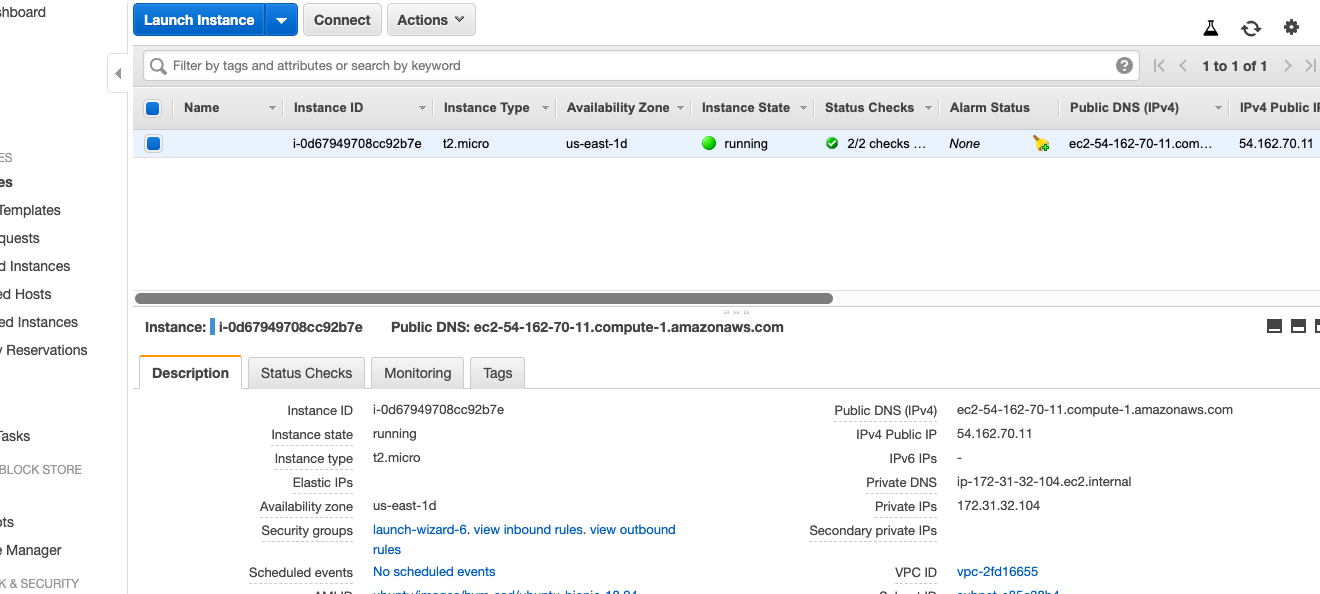 shboard
Launch Instance Connect Actions
Filter by tags and attributes or search by keyword 1 to 1 of 1
Name Instance ID Instance Type Availability Zone Instance State Status Checks Alarm Status Public DNS (IPv4) IPv4 Public IP
i-0d67949708cc92b7e t2.micro us-east-1d running 2/2 checks ... None ec2-54-162-70-11.com... 54.162.70.11
ES
es
Templates
quests
d Instances
ed Hosts
ed Instances
y Reservations
Tasks
BLOCK STORE
ots
e Manager
K & SECURITY
Instance: i-0d67949708cc92b7e Public DNS: ec2-54-162-70-11.compute-1.amazonaws.com
Description Status Checks Monitoring Tags
Instance ID i-0d67949708cc92b7e
Instance state running
Instance type t2.micro
Elastic IPs
Availability zone us-east-1d
Security groups launch-wizard-6. view inbound rules. view outbound
rules
Scheduled events No scheduled events
Public DNS (IPv4) ec2-54-162-70-11.compute-1.amazonaws.com
IPv4 Public IP 54.162.70.11
IPv6 IPs -
Private DNS ip-172-31-32-104.ec2.internal
Private IPs 172.31.32.104
Secondary private IPs
VPC ID vpc-2fd16655